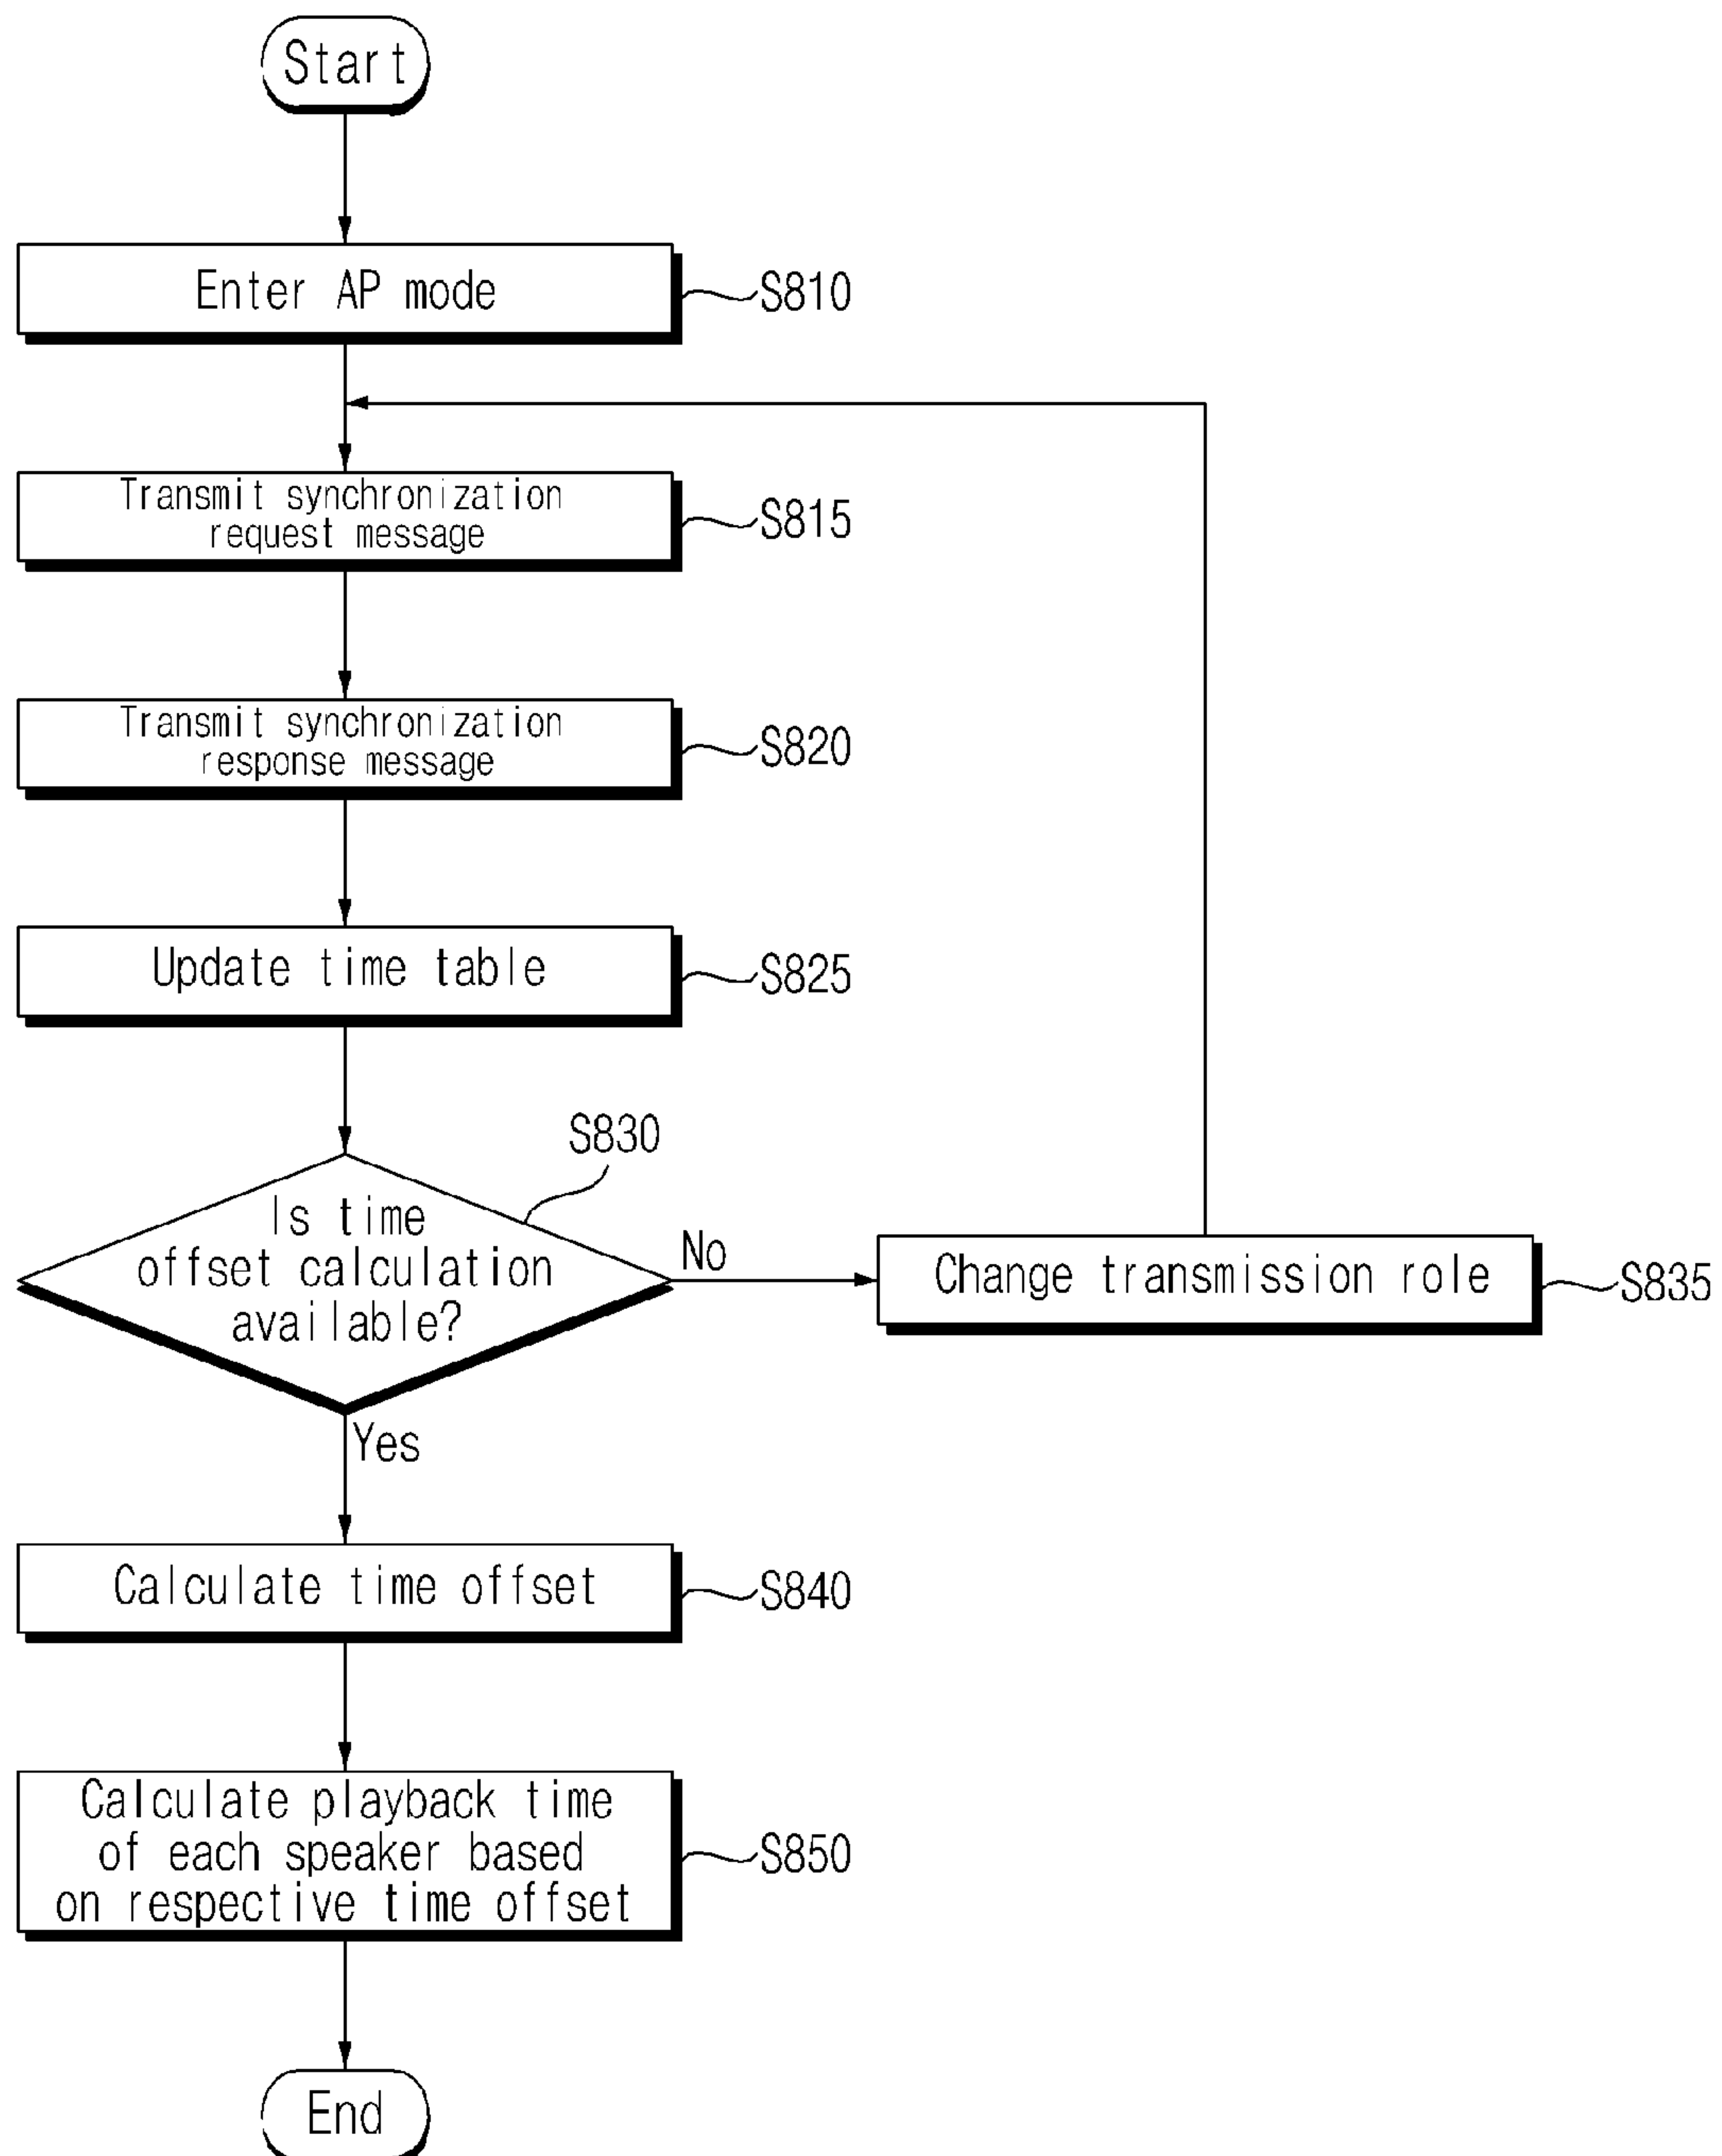 Start
Enter AP mode
S810
Transmit synchronization
request message
S815
Transmit synchronization
response message
S820
Update time table
S825
S830
Is time
offset calculation
available?
No
Change transmission role
S835
Yes
Calculate time offset
S840
Calculate playback time
of each speaker based
on respective time offset
S850
End